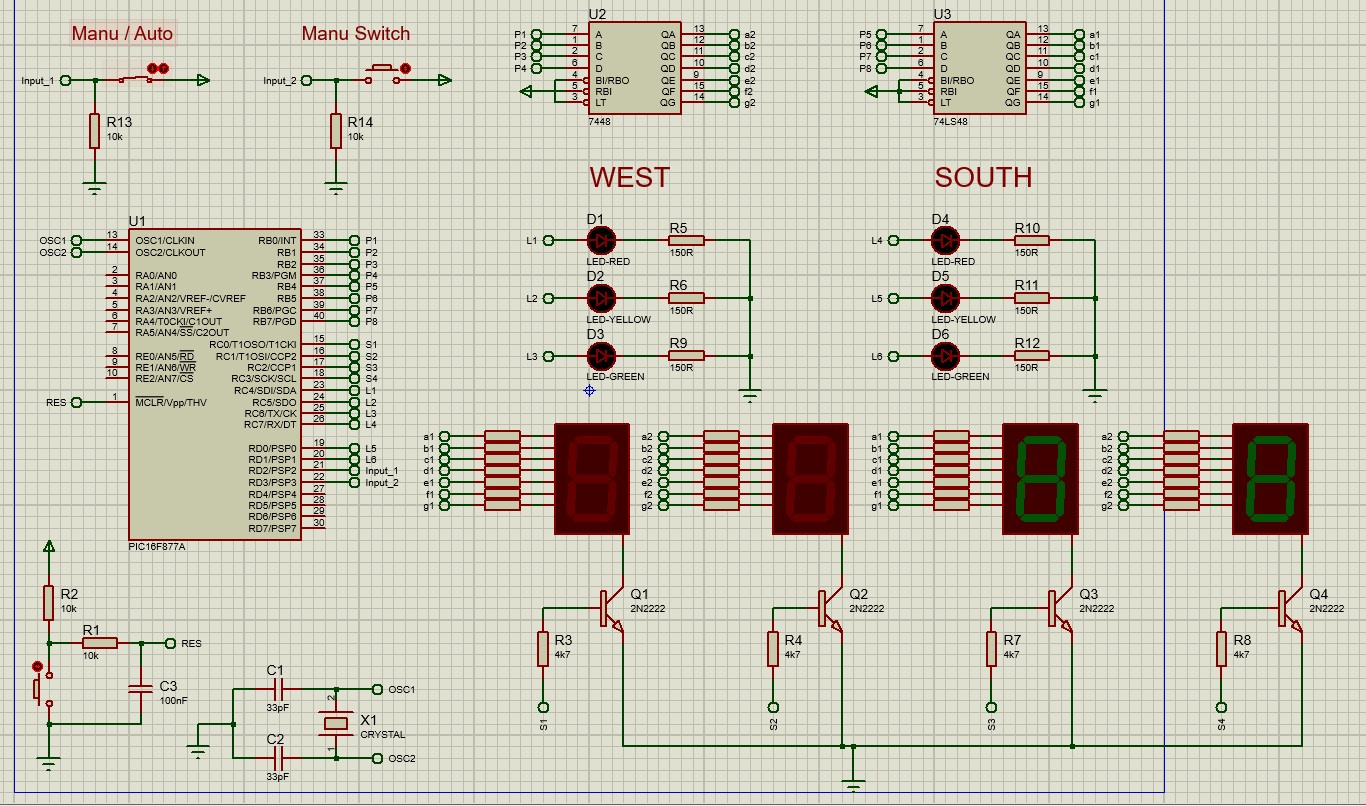 Manu / Auto
Manu Switch
Input_1
R13
10k
Input_2
R14
10k
U2
P1 7 A QA 13 a2
P2 1 B QB 12 b2
P3 2 C QC 11 c2
P4 6 D QD 10 d2
4 BI/RBO QE 9 e2
5 RBI QF 15 f2
3 LT QG 14 g2
7448
U3
P5 7 A QA 13 a1
P6 1 B QB 12 b1
P7 2 C QC 11 c1
P8 6 D QD 10 d1
4 BI/RBO QE 9 e1
5 RBI QF 15 f1
3 LT QG 14 g1
74LS48
WEST
SOUTH
U1
OSC1 13 OSC1/CLKIN RB0/INT 33 P1
OSC2 14 OSC2/CLKOUT RB1 34 P2
RB2 35 P3
2 RA0/AN0 RB3/PGM 36 P4
3 RA1/AN1 RB4 37 P5
4 RA2/AN2/VREF-/CVREF RB5 38 P6
5 RA3/AN3/VREF+ RB6/PGC 39 P7
6 RA4/T0CKI/C1OUT RB7/PGD 40 P8
7 RA5/AN4/SS/C2OUT
RC0/T1OSO/T1CKI 15 S1
8 RE0/AN5/RD RC1/T1OSI/CCP2 16 S2
9 RE1/AN6/WR RC2/CCP1 17 S3
10 RE2/AN7/CS RC3/SCK/SCL 18 S4
RC4/SDI/SDA 23 L1
RES 1 MCLR/Vpp/THV RC5/SDO 24 L2
RC6/TX/CK 25 L3
RC7/RX/DT 26 L4
RD0/PSP0 19 L5
RD1/PSP1 20 L6
RD2/PSP2 21 Input_1
RD3/PSP3 22 Input_2
RD4/PSP4 27
RD5/PSP5 28
RD6/PSP6 29
RD7/PSP7 30
PIC16F877A
D1 R5
L1
LED-RED 150R
D2 R6
L2
LED-YELLOW 150R
D3 R9
L3
LED-GREEN 150R
D4 R10
L4
LED-RED 150R
D5 R11
L5
LED-YELLOW 150R
D6 R12
L6
LED-GREEN 150R
a1 a2 a1 a2
b1 b2 b1 b2
c1 c2 c1 c2
d1 d2 d1 d2
e1 e2 e1 e2
f1 f2 f1 f2
g1 g2 g1 g2
Q1
2N2222
R3
4k7
S1
Q2
2N2222
R4
4k7
S2
Q3
2N2222
R7
4k7
S3
Q4
2N2222
R8
4k7
S4
R2
10k
R1
10k
RES
C3
100nF
C1
33pF
OSC1
2
X1
CRYSTAL
1
C2
33pF
OSC2